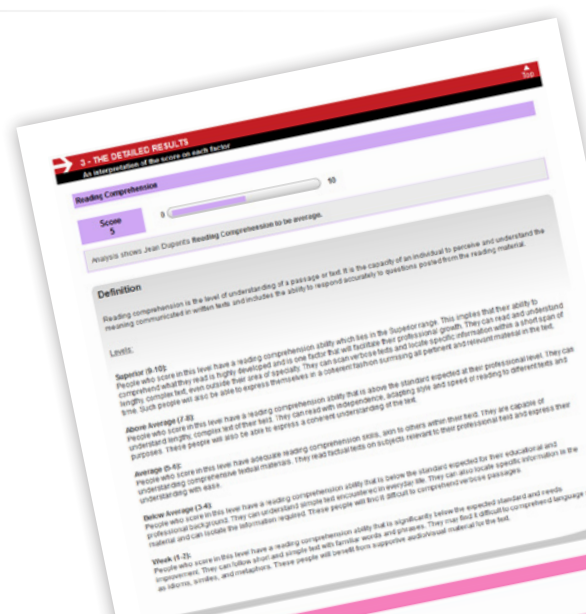 Top
3 - THE DETAILED RESULTS
An interpretation of the score on each factor
Reading Comprehension
Score
5
0
10
Analysis shows Jean Duponts Reading Comprehension to be average.
Definition
Reading comprehension is the level of understanding of a passage or text. It is the capacity of an individual to perceive and understand the
meaning communicated in written texts and includes the ability to respond accurately to questions posted from the reading material.
Levels:
Superior (9-10):
People who score in this level have a reading comprehension ability which lies in the Superior range. This implies that their ability to
comprehend what they read is highly developed and is one factor that will facilitate their professional growth. They can read and understand
lengthy, complex text, even outside their area of specialty. They can scan verbose texts and locate specific information within a short span of
time. Such people will also be able to express themselves in a coherent fashion surmising all pertinent and relevant material in the text.
Above Average (7-8):
People who score in this level have a reading comprehension ability that is above the standard expected at their professional level. They can
understand lengthy, complex text of their field. They can read with independence, adapting style and speed of reading to different texts and
purposes. These people will also be able to express a coherent understanding of the text.
Average (5-6):
People who score in this level have adequate reading comprehension skills, akin to others within their field. They are capable of
understanding comprehensive textual materials. They read factual texts on subjects relevant to their professional field and express their
understanding with ease.
Below Average (3-4):
People who score in this level have a reading comprehension ability that is below the standard expected for their educational and
professional background. They can understand simple text encountered in everyday life. They can also locate specific information in the
material and can isolate the information required. These people will find it difficult to comprehend verbose passages.
Week (1-2):
People who score in this level have a reading comprehension ability that is significantly below the expected standard and needs
improvement. They can follow short and simple text with familiar words and phrases. They may find it difficult to comprehend language
as idioms, similes, and metaphors. These people will benefit from supportive audio/visual material for the text.